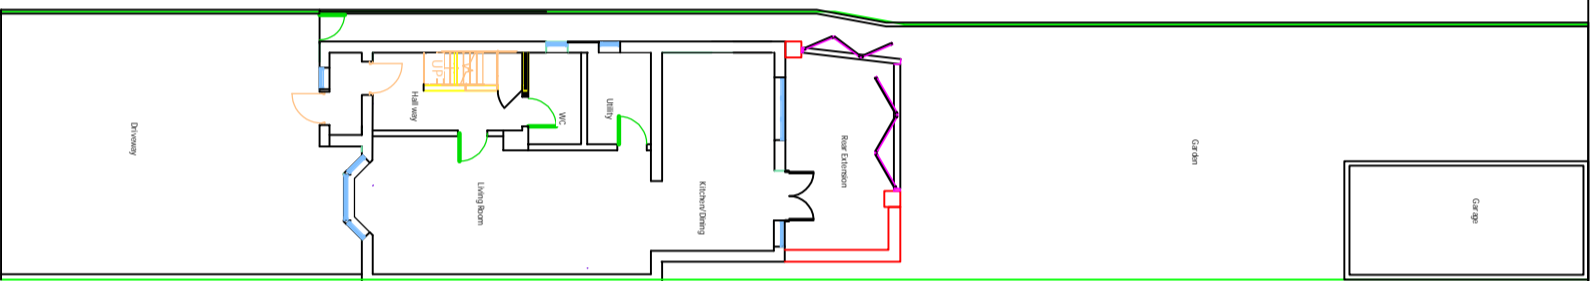 Driveway
UP
Hall way
WC
Utility
Living Room
Kitchen/Dining
Rear Extension
Garden
Garage